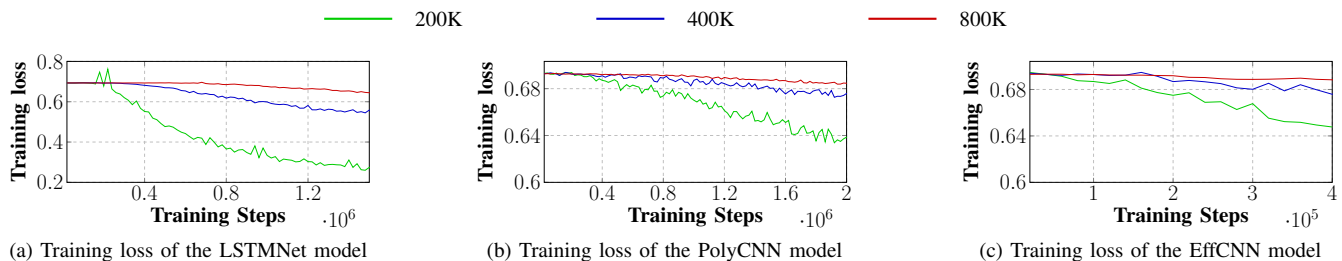 200K 400K 800K
Training loss
0.8
0.6
0.4
0.2
0.4 0.8 1.2
Training Steps ·10^6
(a) Training loss of the LSTMNet model
Training loss
0.68
0.64
0.6
0.4 0.8 1.2 1.6 2
Training Steps ·10^6
(b) Training loss of the PolyCNN model
Training loss
0.68
0.64
0.6
1 2 3 4
Training Steps ·10^5
(c) Training loss of the EffCNN model